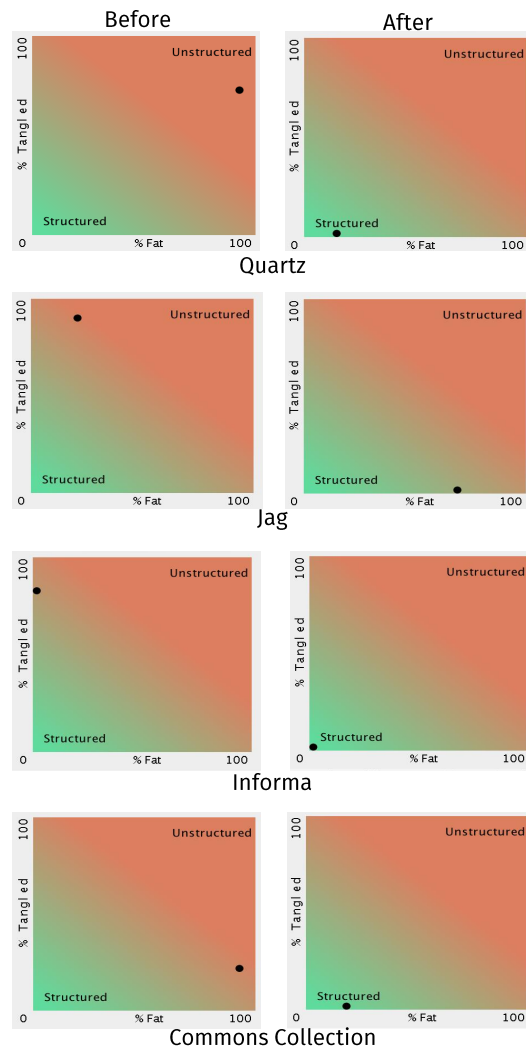 Before After
100 Unstructured 100 Unstructured
% Tangled % Tangled
Structured Structured
0 % Fat 100 0 % Fat 100
Quartz
100 Unstructured 100 Unstructured
% Tangled % Tangled
Structured Structured
0 % Fat 100 0 % Fat 100
Jag
100 Unstructured 100 Unstructured
% Tangled % Tangled
Structured Structured
0 % Fat 100 0 % Fat 100
Informa
100 Unstructured 100 Unstructured
% Tangled % Tangled
Structured Structured
0 % Fat 100 0 % Fat 100
Commons Collection